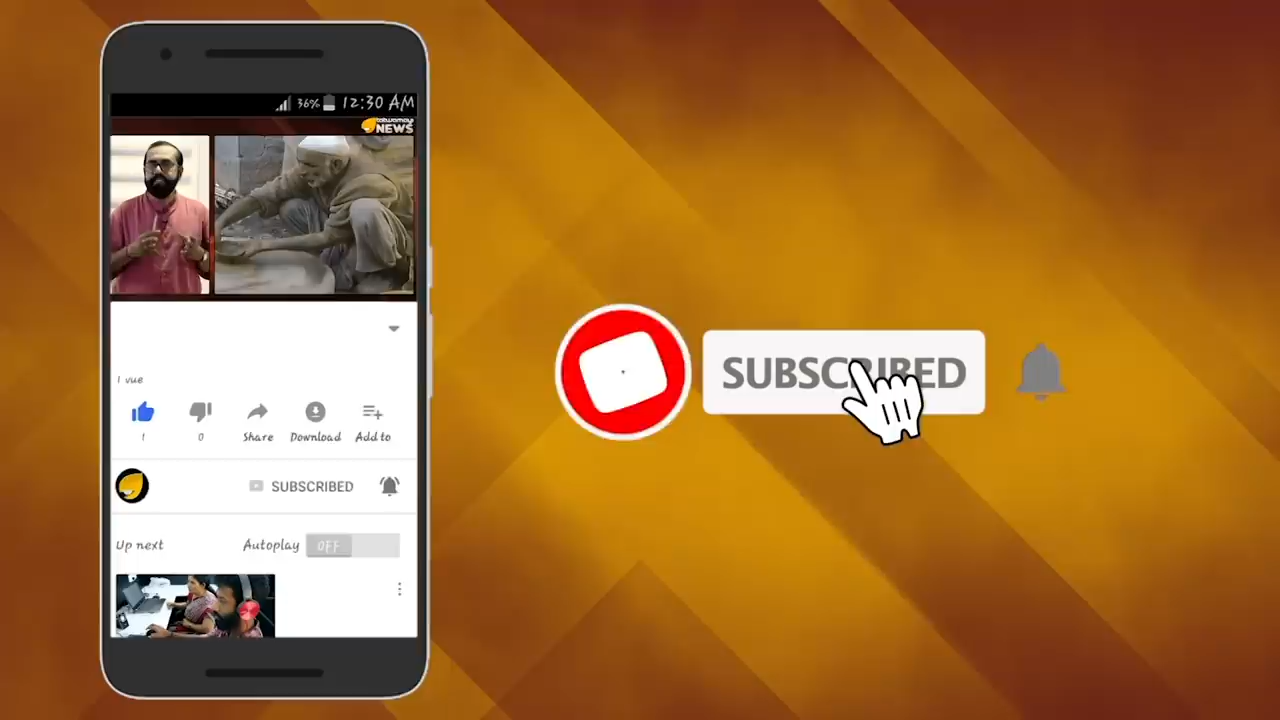 36% 12:30 AM
tatwamayi
NEWS
1 vue
1
0
Share
Download
Add to
SUBSCRIBED
Up next
Autoplay
OFF
SUBSCRIBED